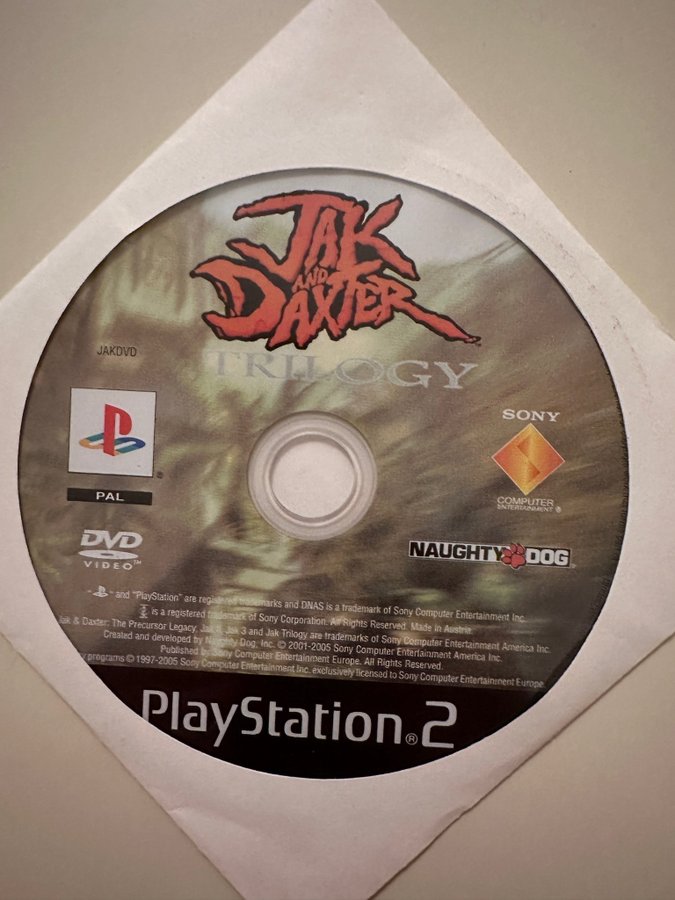 JAK
AND
DAXTER
TRILOGY
JAKDVD
SONY
COMPUTER
ENTERTAINMENT ®
PAL
DVD
VIDEO™
NAUGHTY DOG
" and "PlayStation" are registered trademarks and DNAS is a trademark of Sony Computer Entertainment Inc.
is a registered trademark of Sony Corporation. All Rights Reserved. Made in Austria.
Jak & Daxter: The Precursor Legacy, Jak II, Jak 3 and Jak Trilogy are trademarks of Sony Computer Entertainment America Inc.
Created and developed by Naughty Dog, Inc. © 2001-2005 Sony Computer Entertainment America Inc.
Published by Sony Computer Entertainment Europe. All Rights Reserved.
programs © 1997-2005 Sony Computer Entertainment Inc. exclusively licensed to Sony Computer Entertainment Europe.
PlayStation®2